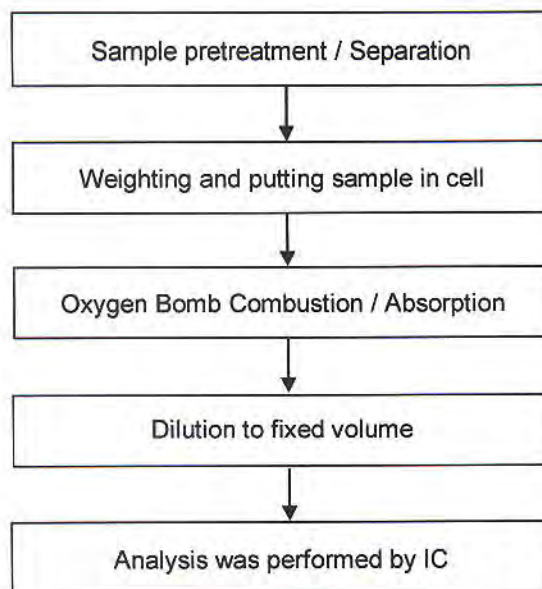 Sample pretreatment / Separation
Weighting and putting sample in cell
Oxygen Bomb Combustion / Absorption
Dilution to fixed volume
Analysis was performed by IC